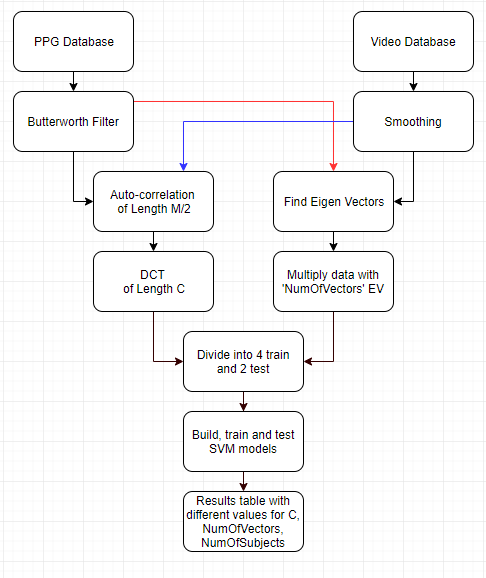 PPG Database
Video Database
Butterworth Filter
Smoothing
Auto-correlation
of Length M/2
Find Eigen Vectors
DCT
of Length C
Multiply data with
'NumOfVectors' EV
Divide into 4 train
and 2 test
Build, train and test
SVM models
Results table with
different values for C,
NumOfVectors,
NumOfSubjects